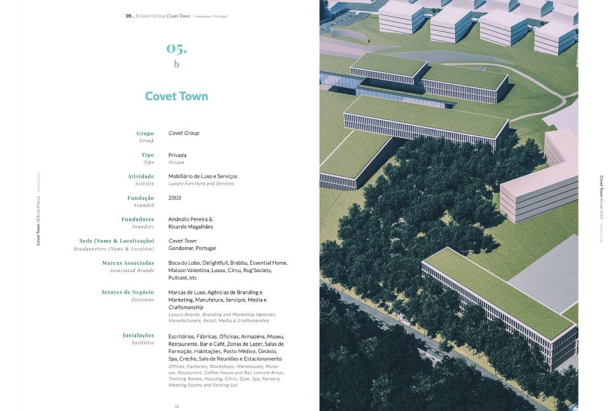 05. b Covet Group Covet Town Gondomar, Portugal
05.
b
Covet Town
Grupo
Group
Covet Group
Tipo
Type
Privada
Private
Atividade
Activity
Mobiliário de Luxo e Serviços
Luxury Furniture and Services
Fundação
Founded
2003
Fundadores
Founders
Amândio Pereira &
Ricardo Magalhães
Sede (Nome & Localização)
Headquarters (Name & Location)
Covet Town
Gondomar, Portugal
Marcas Associadas
Associated Brands
Boca do Lobo, Delightfull, Brabbu, Essential Home,
Maison Valentina, Luxxu, Circu, Rug'Society,
Pullcast, etc
Setores de Negócio
Divisions
Marcas de Luxo, Agências de Branding e
Marketing, Manufatura, Serviços, Media e
Craftsmanship
Luxury Brands, Branding and Marketing Agencies,
Manufacturers, Retail, Media & Craftsmanship
Instalações
Facilities
Escritórios, Fábricas, Oficinas, Armazéns, Museu,
Restaurante, Bar e Café, Zonas de Lazer, Salas de
Formação, Habitações, Posto Médico, Ginásio,
Spa, Creche, Sala de Reuniões e Estacionamento
Offices, Factories, Workshops, Warehouses, Muse-
um, Restaurant, Coffee House and Bar, Leisure Areas,
Training Rooms, Housing, Clinic, Gym, Spa, Nursery,
Meeting Rooms and Parking Lot
Covet Town
Covet Town